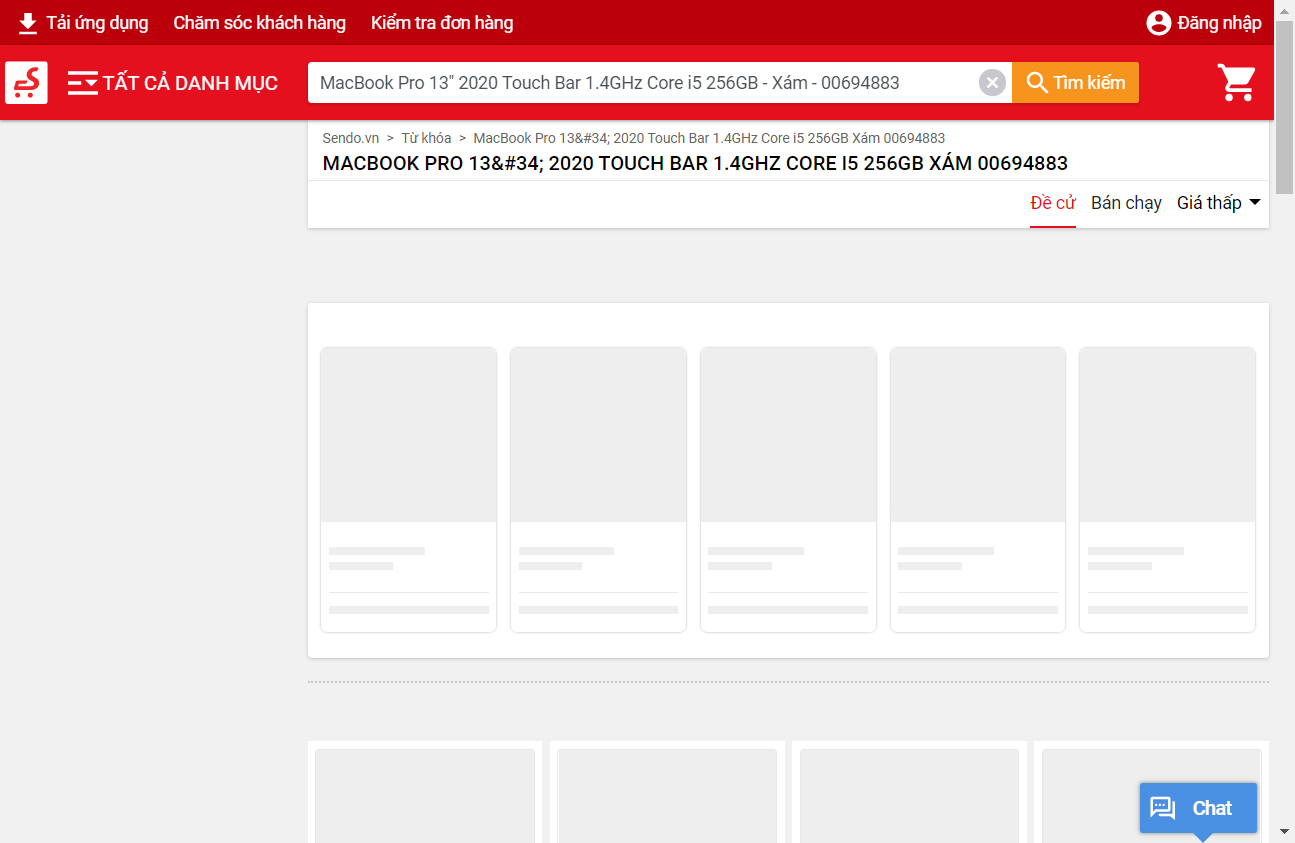 Tải ứng dụng Chăm sóc khách hàng Kiểm tra đơn hàng Đăng nhập
TẤT CẢ DANH MỤC MacBook Pro 13" 2020 Touch Bar 1.4GHz Core i5 256GB - Xám - 00694883 Tìm kiếm
Sendo.vn > Từ khóa > MacBook Pro 13&#34; 2020 Touch Bar 1.4GHz Core i5 256GB Xám 00694883
MACBOOK PRO 13&#34; 2020 TOUCH BAR 1.4GHZ CORE I5 256GB XÁM 00694883
Đề cử Bán chạy Giá thấp
Chat